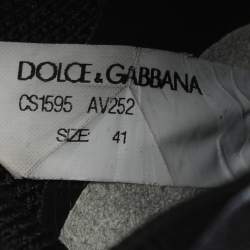 DOLCE & GABBANA
CS1595 AV252
SIZE: 41